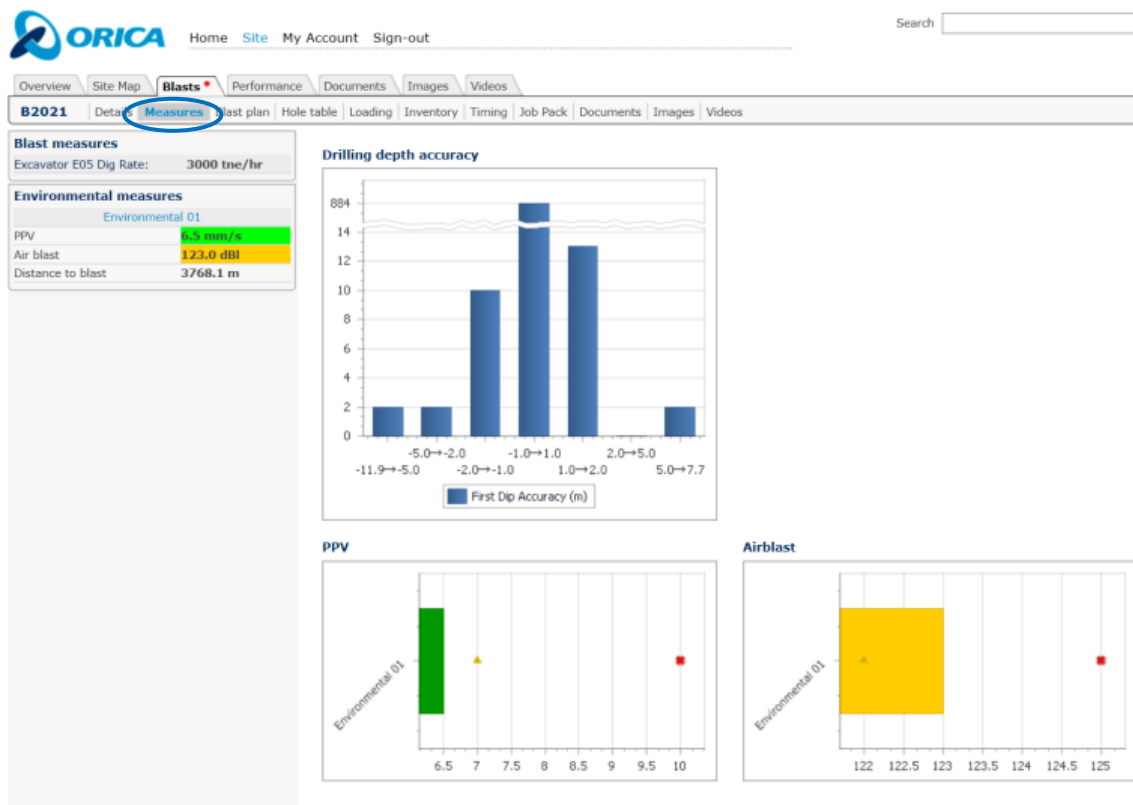 ORICA Home Site My Account Sign-out Search
Overview Site Map Blasts Performance Documents Images Videos
B2021 Details Measures Blast plan Hole table Loading Inventory Timing Job Pack Documents Images Videos
Blast measures
Excavator E05 Dig Rate: 3000 tne/hr
Environmental measures
Environmental 01
PPV 6.5 mm/s
Air blast 123.0 dBl
Distance to blast 3768.1 m
Drilling depth accuracy
884
14
12
10
8
6
4
2
0
-5.0→-2.0 -1.0→1.0 2.0→5.0
-11.9→-5.0 -2.0→-1.0 1.0→2.0 5.0→7.7
First Dip Accuracy (m)
PPV
Environmental 01
6.5 7 7.5 8 8.5 9 9.5 10
Airblast
Environmental 01
122 122.5 123 123.5 124 124.5 125